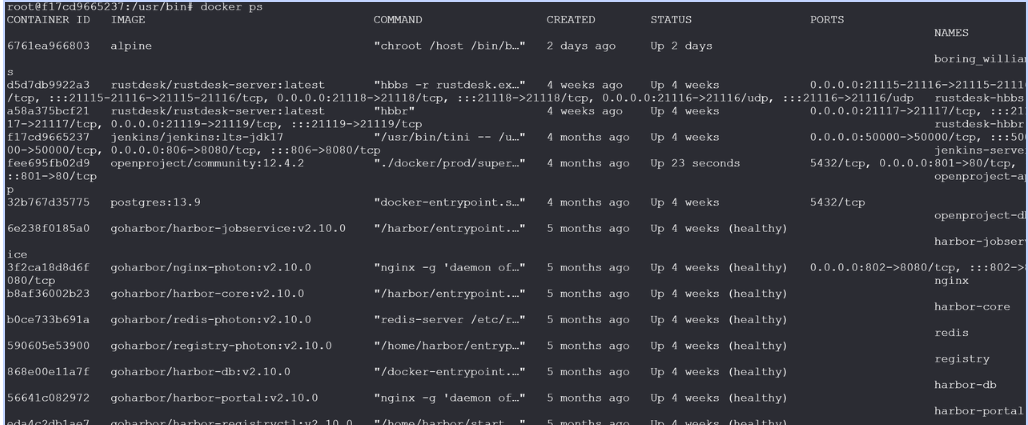 root@f17cd9665237:/usr/bin# docker ps
CONTAINER ID   IMAGE   COMMAND   CREATED   STATUS   PORTS
NAMES
6761ea966803   alpine   "chroot /host /bin/b…"   2 days ago   Up 2 days
boring_william
s
d5d7db9922a3   rustdesk/rustdesk-server:latest   "hbbs -r rustdesk.ex…"   4 weeks ago   Up 4 weeks   0.0.0.0:21115-21116->21115-2111
/tcp, :::21115-21116->21115-21116/tcp, 0.0.0.0:21118->21118/tcp, :::21118->21118/tcp, 0.0.0.0:21116->21116/udp, :::21116->21116/udp   rustdesk-hbbs
a58a375bcf21   rustdesk/rustdesk-server:latest   "hbbr"   4 weeks ago   Up 4 weeks   0.0.0.0:21117->21117/tcp, :::211
17->21117/tcp, 0.0.0.0:21119->21119/tcp, :::21119->21119/tcp   rustdesk-hbbr
f17cd9665237   jenkins/jenkins:lts-jdk17   "/usr/bin/tini -- /u…"   4 months ago   Up 4 weeks   0.0.0.0:50000->50000/tcp, :::500
00->50000/tcp, 0.0.0.0:806->8080/tcp, :::806->8080/tcp   jenkins-serve
fee695fb02d9   openproject/community:12.4.2   "./docker/prod/super…"   4 months ago   Up 23 seconds   5432/tcp, 0.0.0.0:801->80/tcp,
::801->80/tcp   openproject-a
p
32b767d35775   postgres:13.9   "docker-entrypoint.s…"   4 months ago   Up 4 weeks   5432/tcp
openproject-d
6e238f0185a0   goharbor/harbor-jobservice:v2.10.0   "/harbor/entrypoint.…"   5 months ago   Up 4 weeks (healthy)
harbor-jobser
ice
3f2ca18d8d6f   goharbor/nginx-photon:v2.10.0   "nginx -g 'daemon of…"   5 months ago   Up 4 weeks (healthy)   0.0.0.0:802->8080/tcp, :::802->
080/tcp   nginx
b8af36002b23   goharbor/harbor-core:v2.10.0   "/harbor/entrypoint.…"   5 months ago   Up 4 weeks (healthy)
harbor-core
b0ce733b691a   goharbor/redis-photon:v2.10.0   "redis-server /etc/r…"   5 months ago   Up 4 weeks (healthy)
redis
590605e53900   goharbor/registry-photon:v2.10.0   "/home/harbor/entryp…"   5 months ago   Up 4 weeks (healthy)
registry
868e00e11a7f   goharbor/harbor-db:v2.10.0   "/docker-entrypoint.…"   5 months ago   Up 4 weeks (healthy)
harbor-db
56641c082972   goharbor/harbor-portal:v2.10.0   "nginx -g 'daemon of…"   5 months ago   Up 4 weeks (healthy)
harbor-portal
eda4c2db1ae7   goharbor/harbor-registryctl:v2.10.0   "/home/harbor/start.…"   5 months ago   Up 4 weeks (healthy)